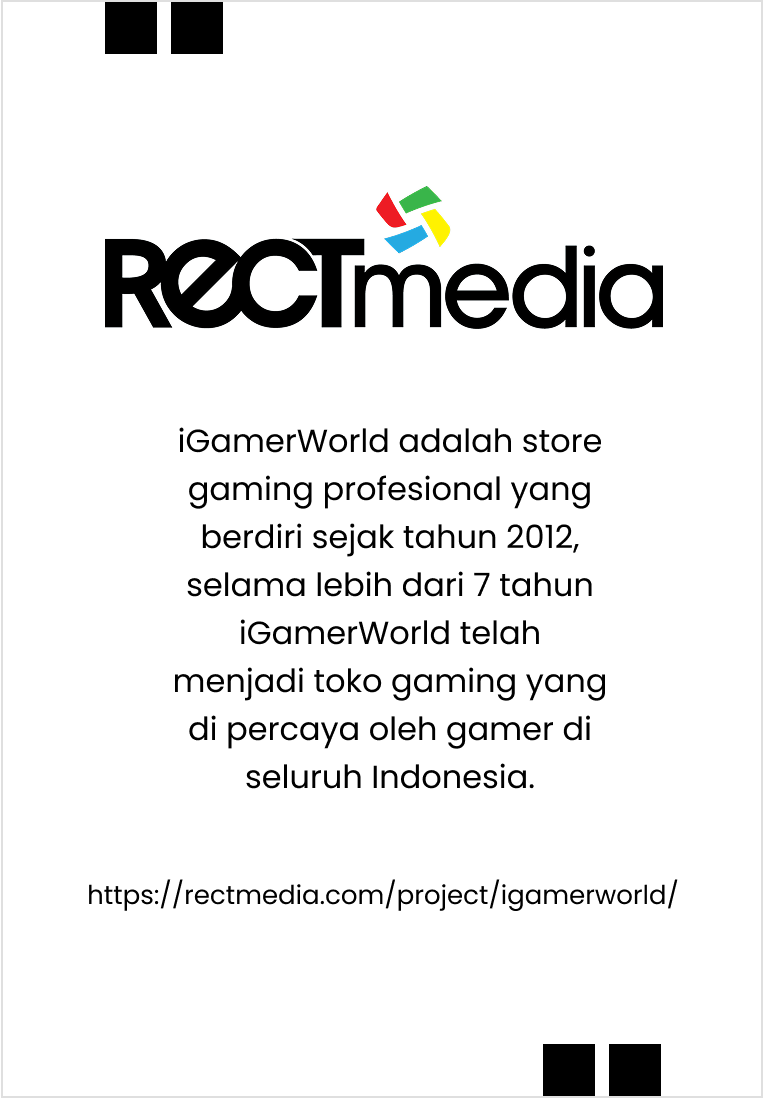 RECTmedia
iGamerWorld adalah store
gaming profesional yang
berdiri sejak tahun 2012,
selama lebih dari 7 tahun
iGamerWorld telah
menjadi toko gaming yang
di percaya oleh gamer di
seluruh Indonesia.
https://rectmedia.com/project/igamerworld/